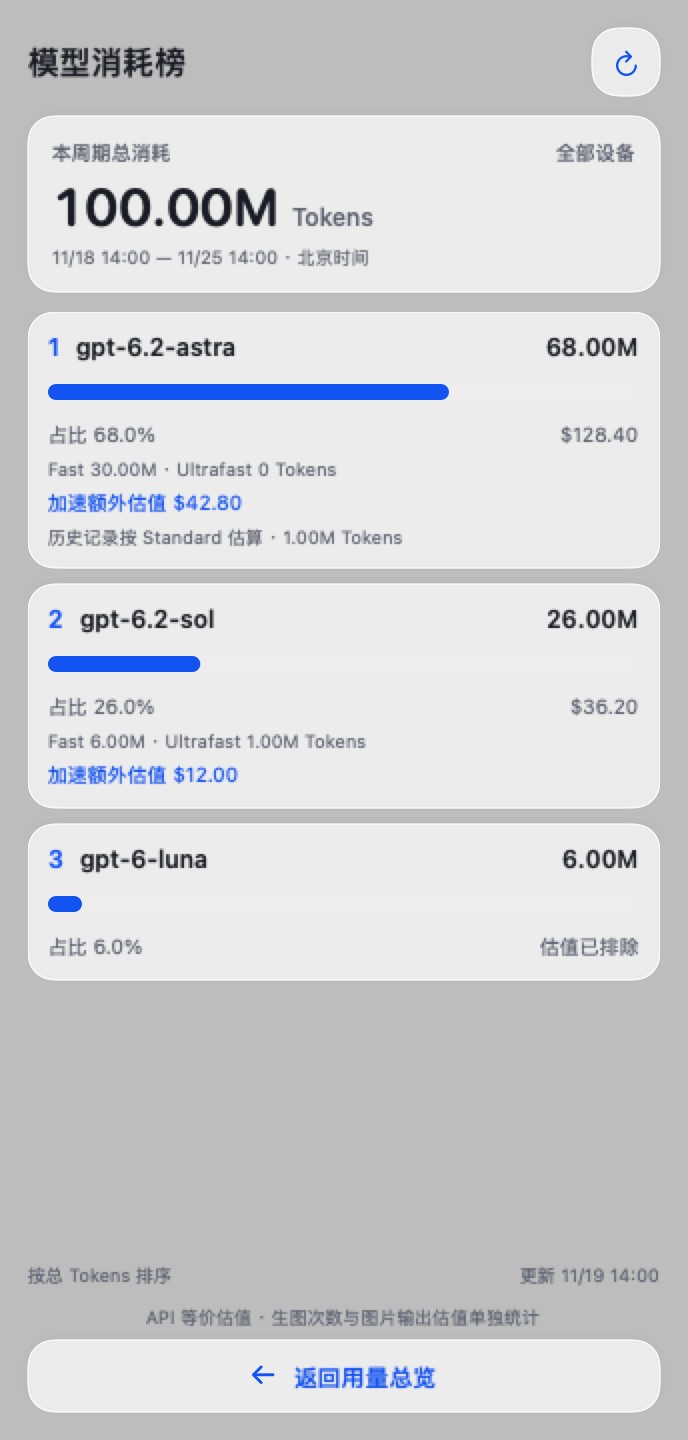 模型消耗榜
本周期总消耗 全部设备
100.00M Tokens
11/18 14:00 — 11/25 14:00 · 北京时间
1 gpt-6.2-astra 68.00M
占比 68.0% $128.40
Fast 30.00M · Ultrafast 0 Tokens
加速额外估值 $42.80
历史记录按 Standard 估算 · 1.00M Tokens
2 gpt-6.2-sol 26.00M
占比 26.0% $36.20
Fast 6.00M · Ultrafast 1.00M Tokens
加速额外估值 $12.00
3 gpt-6-luna 6.00M
占比 6.0% 估值已排除
按总 Tokens 排序 更新 11/19 14:00
API 等价估值 · 生图次数与图片输出估值单独统计
← 返回用量总览